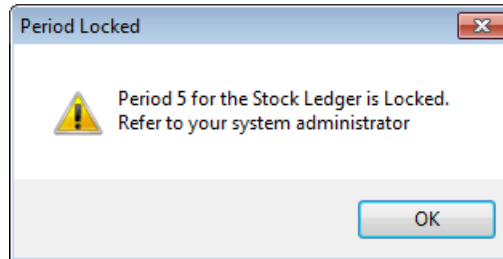 Period Locked
Period 5 for the Stock Ledger is Locked.
Refer to your system administrator
OK